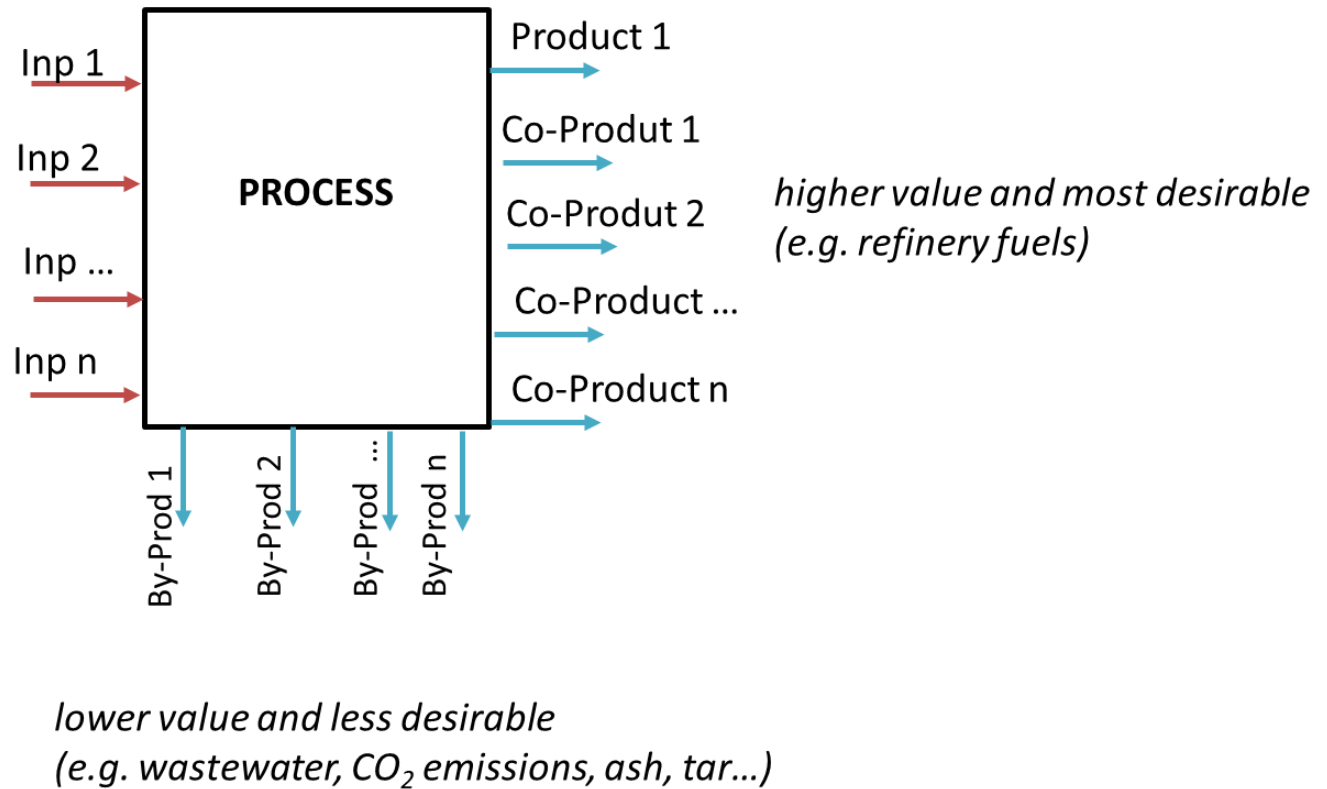 Inp 1
Inp 2
Inp ...
Inp n
PROCESS
Product 1
Co-Produt 1
Co-Produt 2
Co-Product ...
Co-Product n
higher value and most desirable
(e.g. refinery fuels)
By-Prod 1
By-Prod 2
By-Prod ...
By-Prod n
lower value and less desirable
(e.g. wastewater, CO₂ emissions, ash, tar...)